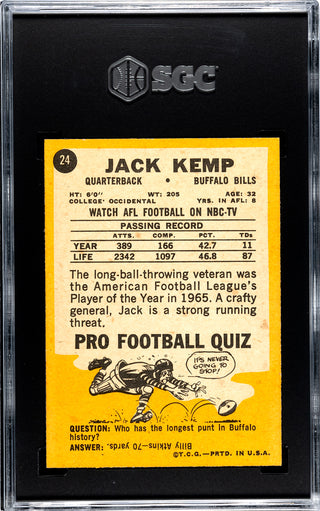 SGC
24
JACK KEMP
QUARTERBACK • BUFFALO BILLS
HT: 6'0" WT: 205 AGE: 32
COLLEGE: OCCIDENTAL YRS. IN AFL: 8
WATCH AFL FOOTBALL ON NBC-TV
PASSING RECORD
ATTS. COMP. PCT. TDs
YEAR 389 166 42.7 11
LIFE 2342 1097 46.8 87
The long-ball-throwing veteran was
the American Football League's
Player of the Year in 1965. A crafty
general, Jack is a strong running
threat.
PRO FOOTBALL QUIZ
IT'S NEVER
GOING TO
STOP!
QUESTION: Who has the longest punt in Buffalo
history?
ANSWER: Billy Atkins—70 yards.
©T.C.G.—PRTD. IN U.S.A.